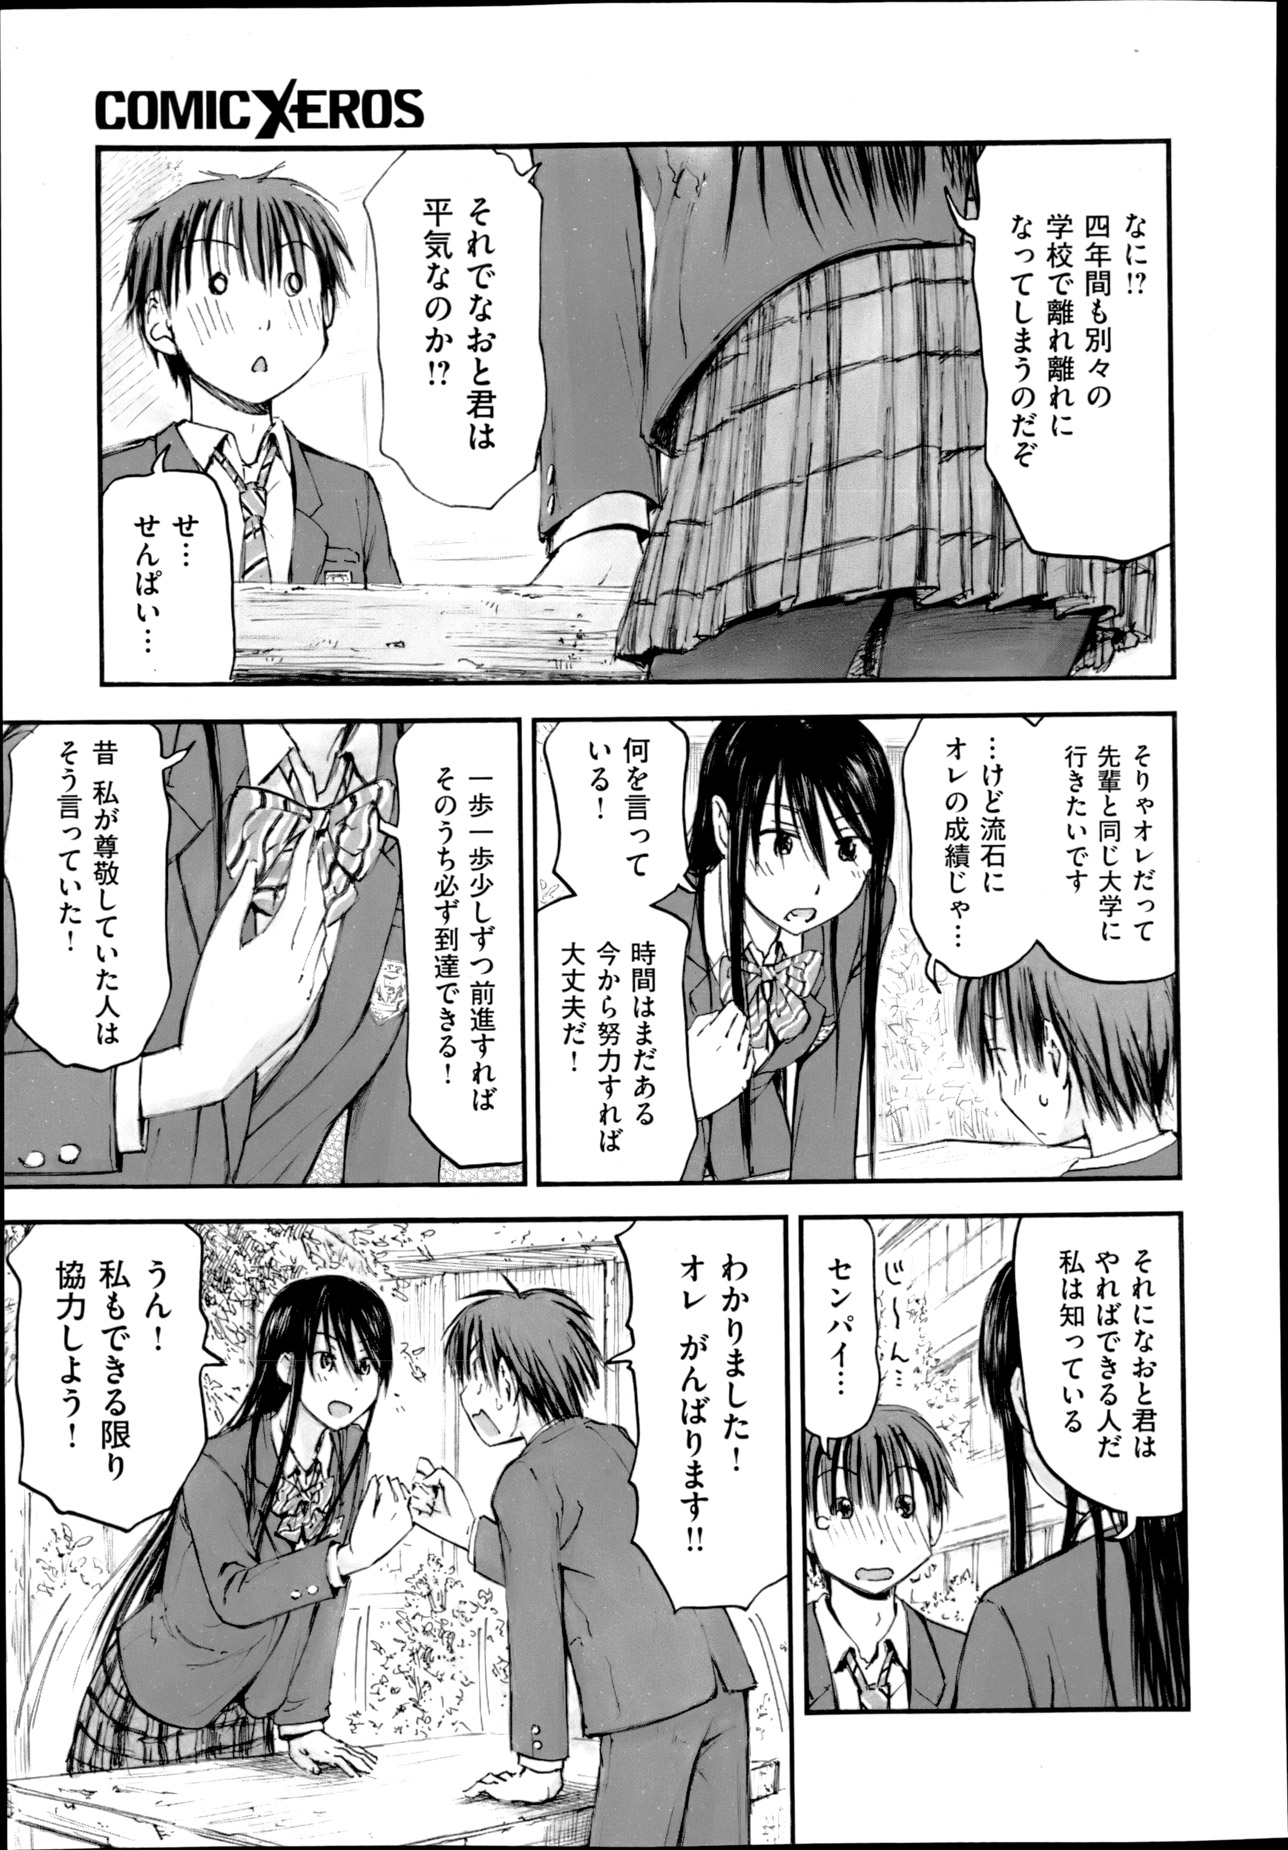 COMIC XEROS
なに!?
四年間も別々の
学校で離れ離れに
なってしまうのだぞ
それでなおと君は
平気なのか!?
せ…
せんぱい…
そりゃオレだって
先輩と同じ大学に
行きたいです
…けど流石に
オレの成績じゃ…
何を言って
いる！
時間はまだある
今から努力すれば
大丈夫だ！
一歩一歩少しずつ前進すれば
そのうち必ず到達できる！
昔 私が尊敬していた人は
そう言っていた！
それになおと君は
やればできる人だ
私は知っている
じ〜ん…
センパイ…
わかりました！
オレ がんばります!!
うん！
私もできる限り
協力しよう！